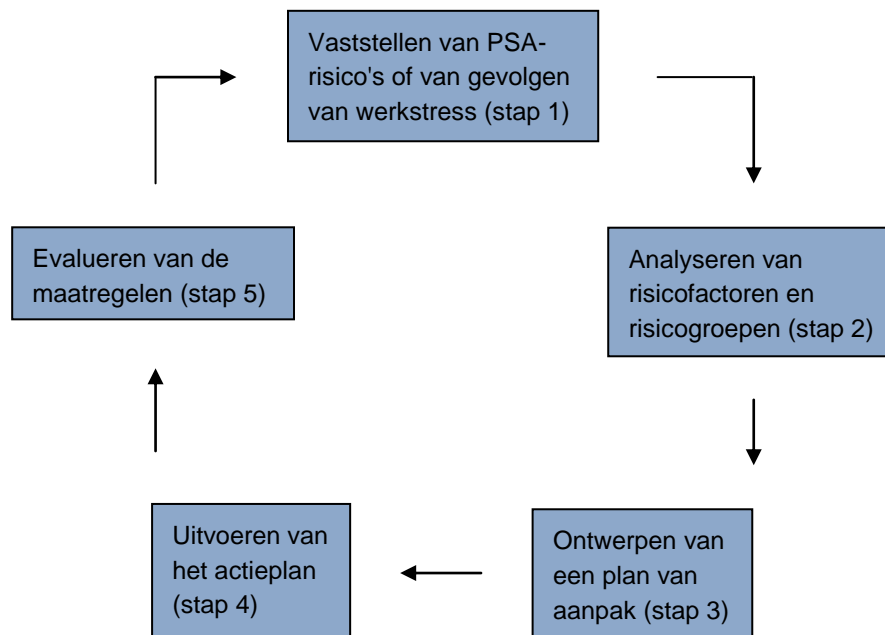 Vaststellen van PSA-
risico's of van gevolgen
van werkstress (stap 1)
Analyseren van
risicofactoren en
risicogroepen (stap 2)
Ontwerpen van
een plan van
aanpak (stap 3)
Uitvoeren van
het actieplan
(stap 4)
Evalueren van de
maatregelen (stap 5)